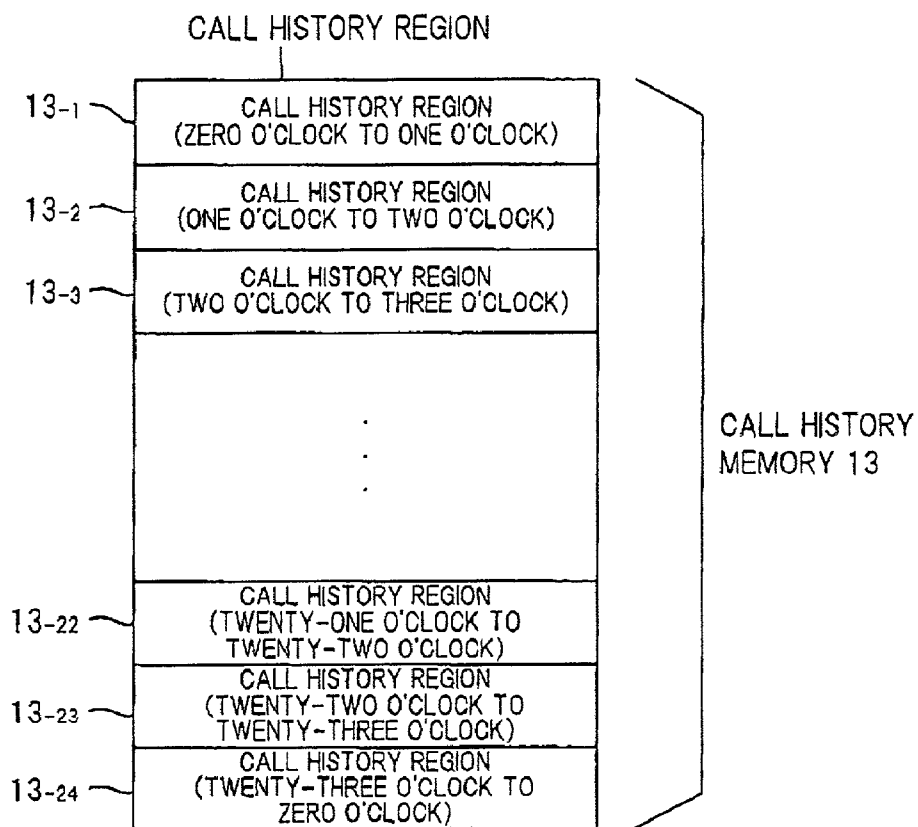 CALL HISTORY REGION
13-1
CALL HISTORY REGION
(ZERO O'CLOCK TO ONE O'CLOCK)
13-2
CALL HISTORY REGION
(ONE O'CLOCK TO TWO O'CLOCK)
13-3
CALL HISTORY REGION
(TWO O'CLOCK TO THREE O'CLOCK)
CALL HISTORY
MEMORY 13
13-22
CALL HISTORY REGION
(TWENTY-ONE O'CLOCK TO
TWENTY-TWO O'CLOCK)
13-23
CALL HISTORY REGION
(TWENTY-TWO O'CLOCK TO
TWENTY-THREE O'CLOCK)
13-24
CALL HISTORY REGION
(TWENTY-THREE O'CLOCK TO
ZERO O'CLOCK)